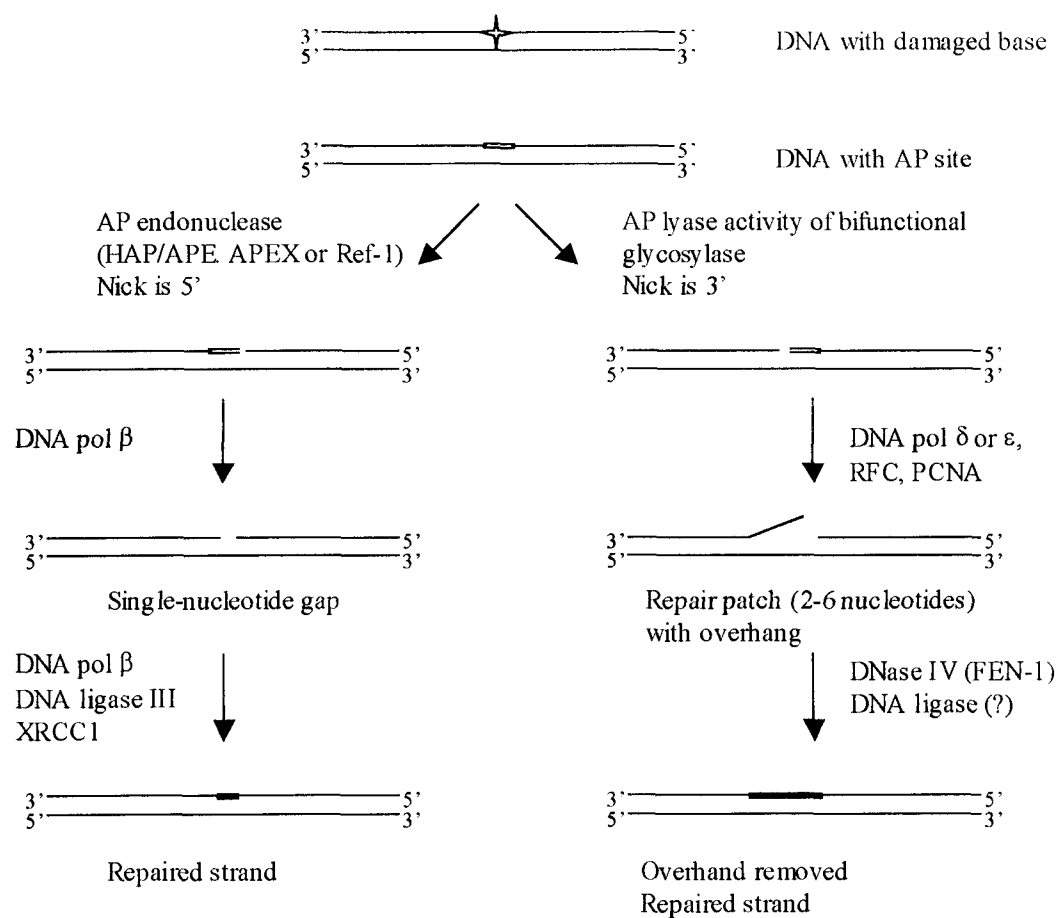 3' 5' DNA with damaged base
5' 3'
3' 5' DNA with AP site
5' 3'
AP endonuclease
(HAP/APE. APEX or Ref-1)
Nick is 5’
AP lyase activity of bifunctional
glycosylase
Nick is 3’
3’ 5’
5’ 3’
3’ 5’
5’ 3’
DNA pol β
DNA pol δ or ε,
RFC, PCNA
3’ 5’
5’ 3’
Single-nucleotide gap
3’ 5’
5’ 3’
Repair patch (2-6 nucleotides)
with overhang
DNA pol β
DNA ligase III
XRCC1
DNase IV (FEN-1)
DNA ligase (?)
3’ 5’
5’ 3’
Repaired strand
3’ 5’
5’ 3’
Overhand removed
Repaired strand